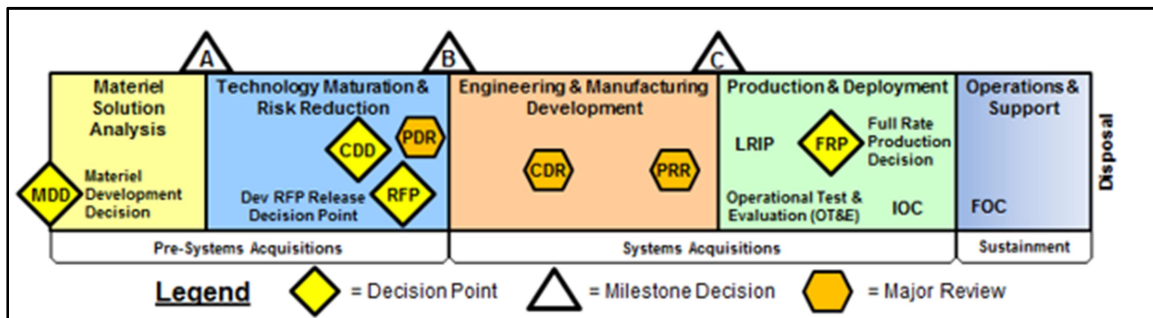 A
B
C
Materiel
Solution
Analysis
MDD
Materiel
Development
Decision
Technology Maturation &
Risk Reduction
CDD
PDR
Dev RFP Release
Decision Point
RFP
Engineering & Manufacturing
Development
CDR
PRR
Production & Deployment
LRIP
FRP
Full Rate
Production
Decision
Operational Test &
Evaluation (OT&E)
IOC
Operations &
Support
FOC
Disposal
Pre-Systems Acquisitions
Systems Acquisitions
Sustainment
Legend
= Decision Point
= Milestone Decision
= Major Review